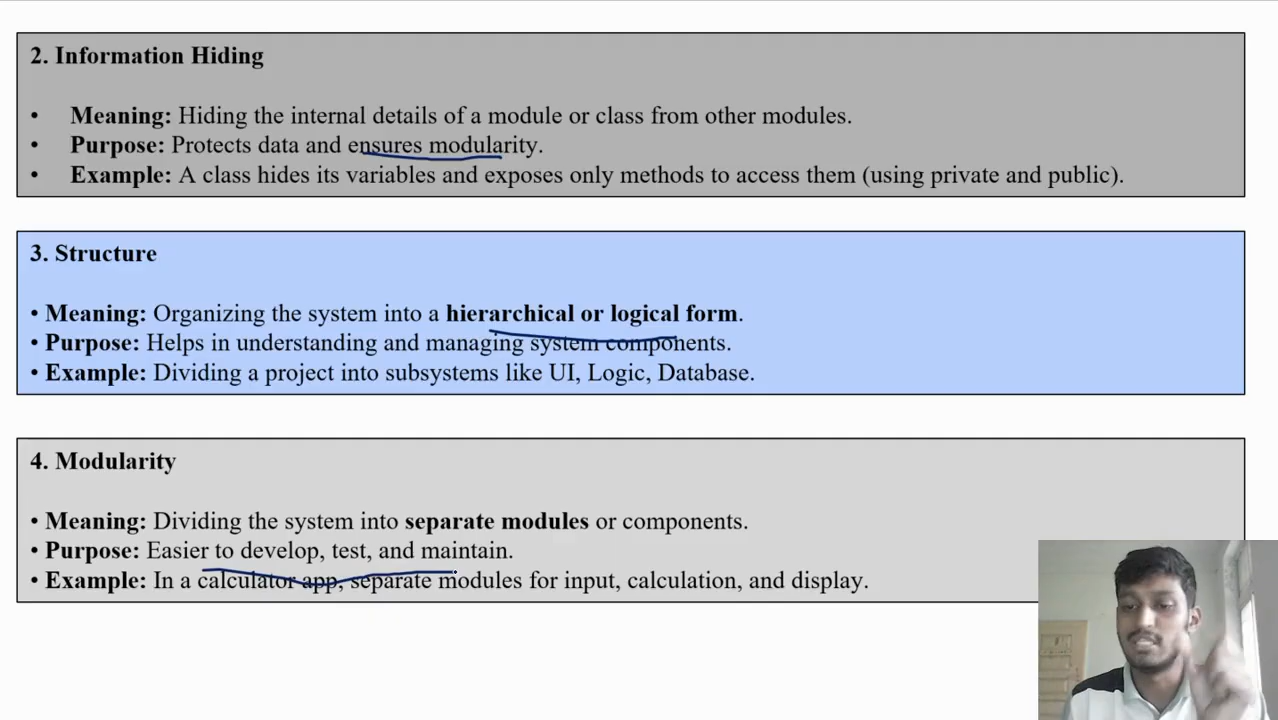 2. Information Hiding
• Meaning: Hiding the internal details of a module or class from other modules.
• Purpose: Protects data and ensures modularity.
• Example: A class hides its variables and exposes only methods to access them (using private and public).
3. Structure
• Meaning: Organizing the system into a hierarchical or logical form.
• Purpose: Helps in understanding and managing system components.
• Example: Dividing a project into subsystems like UI, Logic, Database.
4. Modularity
• Meaning: Dividing the system into separate modules or components.
• Purpose: Easier to develop, test, and maintain.
• Example: In a calculator app, separate modules for input, calculation, and display.